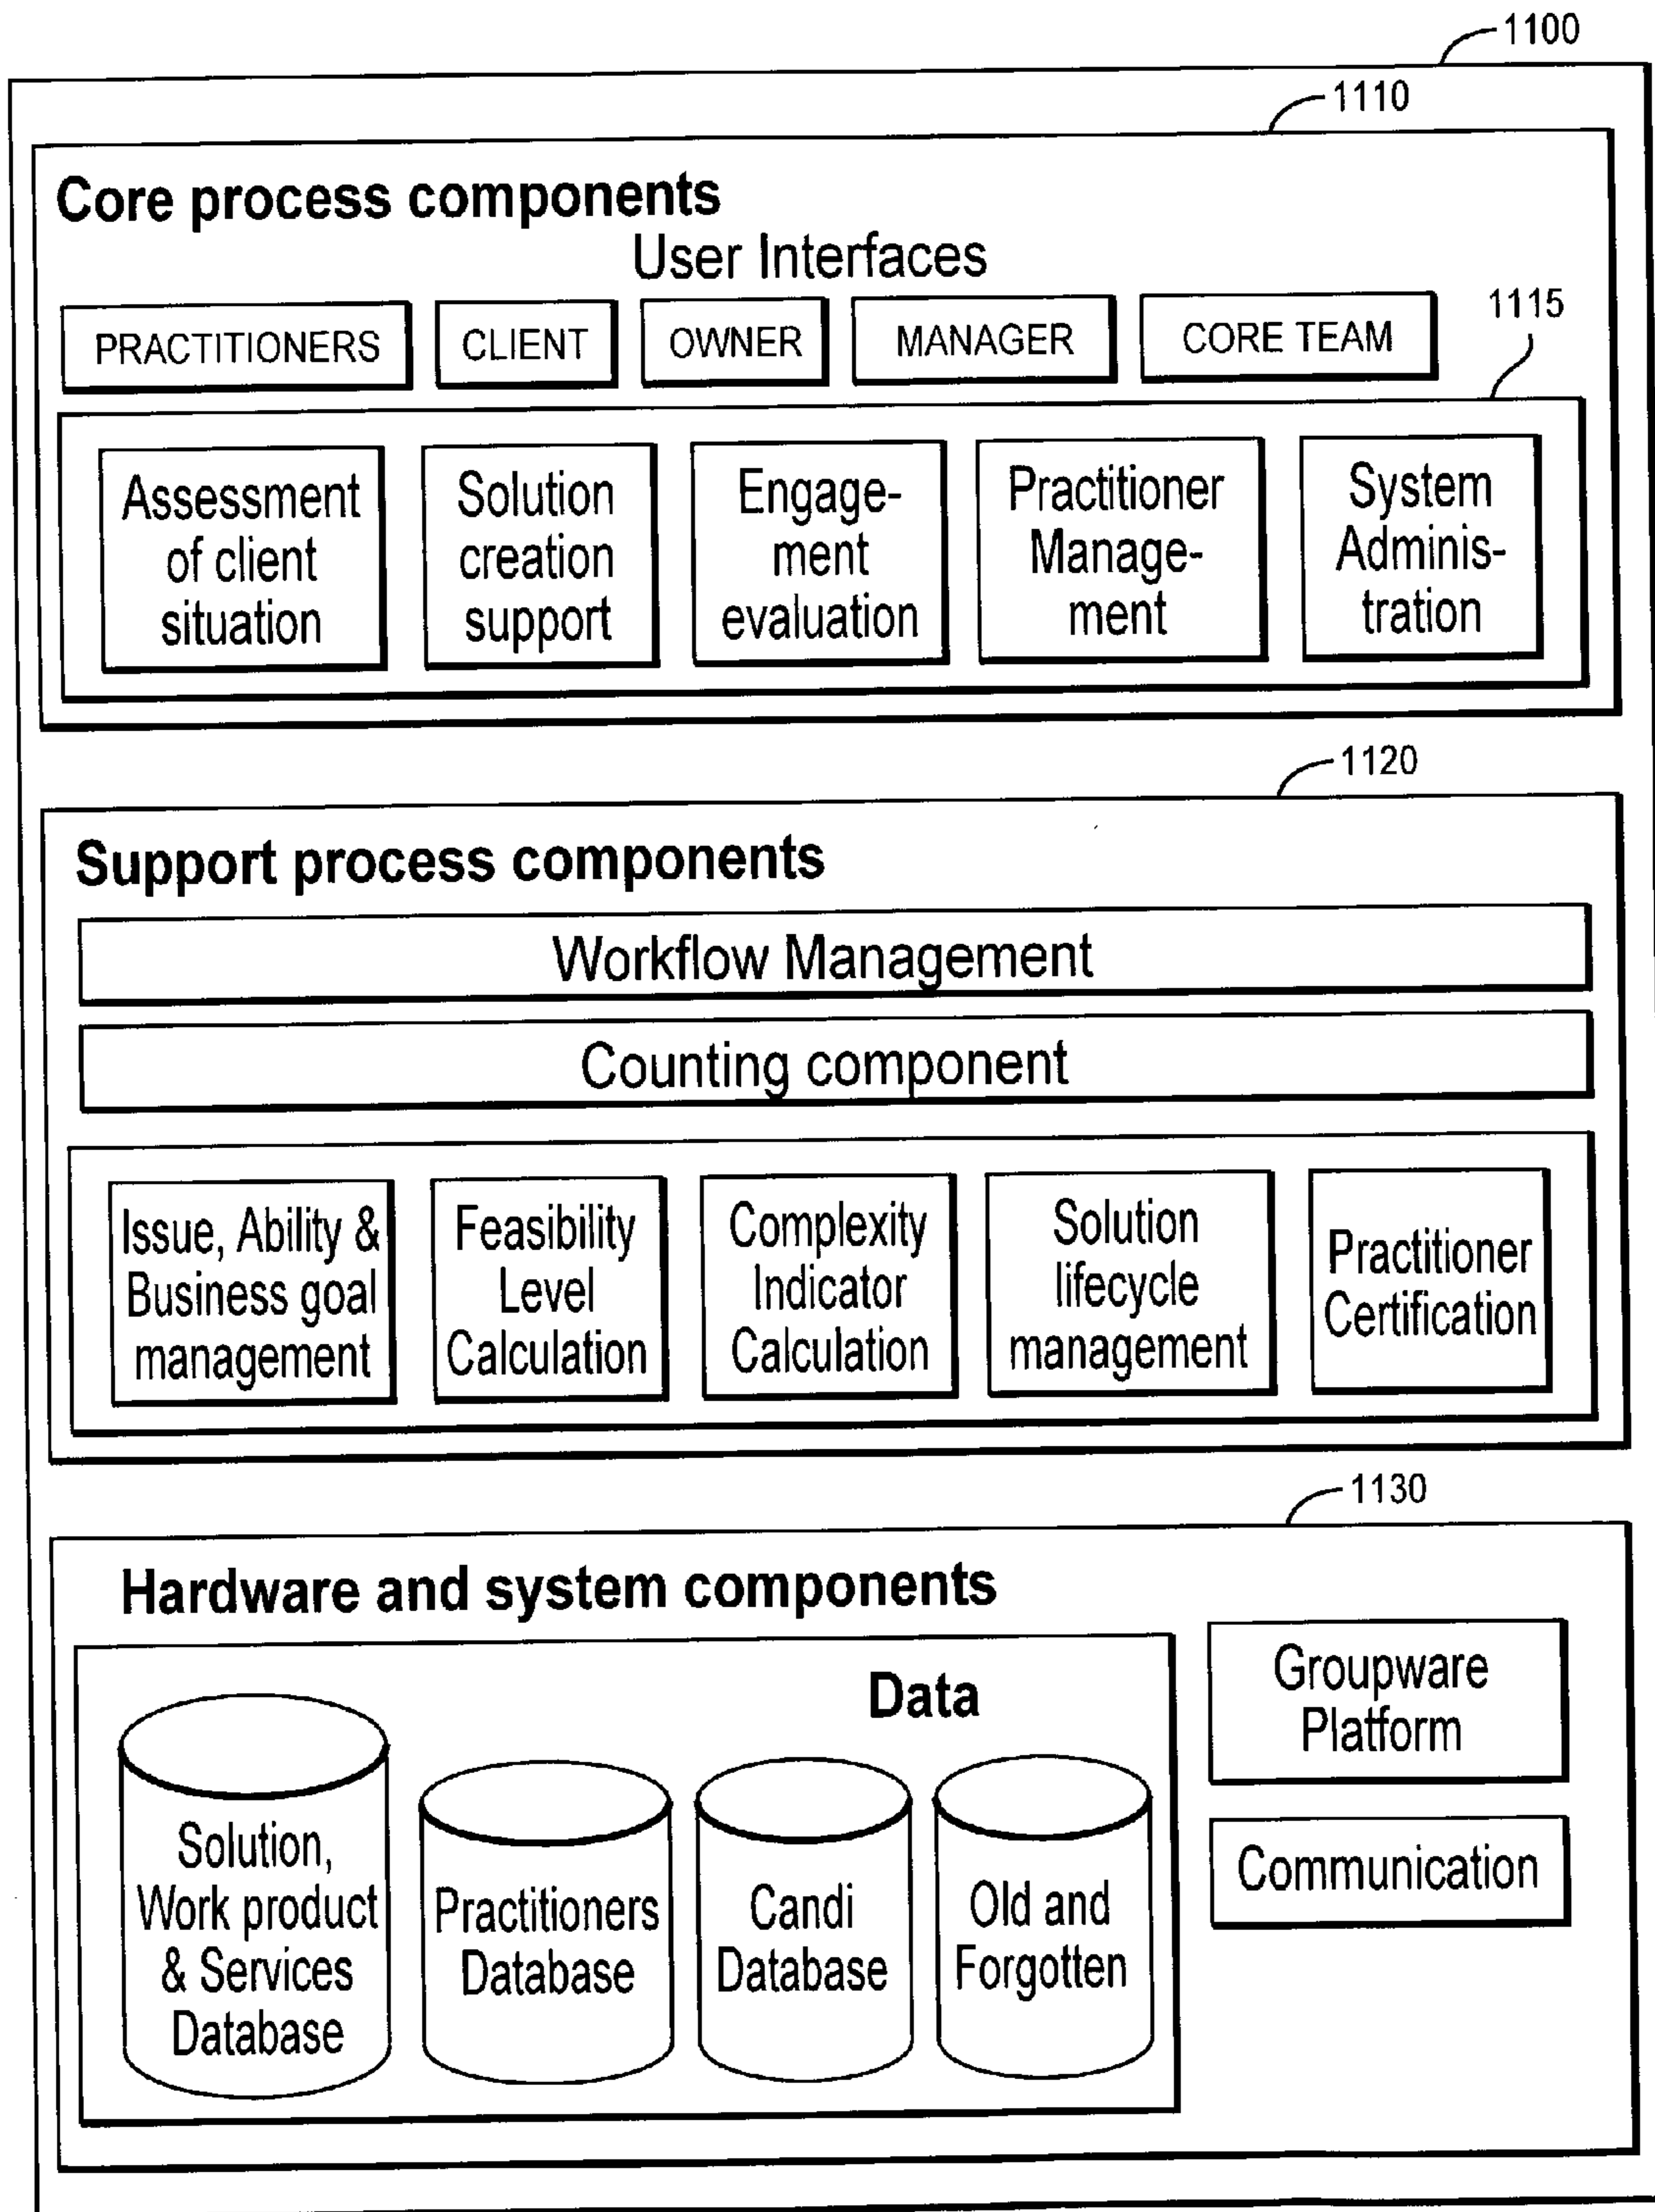 1100
1110
Core process components
User Interfaces
PRACTITIONERS
CLIENT
OWNER
MANAGER
CORE TEAM
1115
Assessment
of client
situation
Solution
creation
support
Engage-
ment
evaluation
Practitioner
Manage-
ment
System
Adminis-
tration
1120
Support process components
Workflow Management
Counting component
Issue, Ability &
Business goal
management
Feasibility
Level
Calculation
Complexity
Indicator
Calculation
Solution
lifecycle
management
Practitioner
Certification
1130
Hardware and system components
Data
Solution,
Work product
& Services
Database
Practitioners
Database
Candi
Database
Old and
Forgotten
Groupware
Platform
Communication